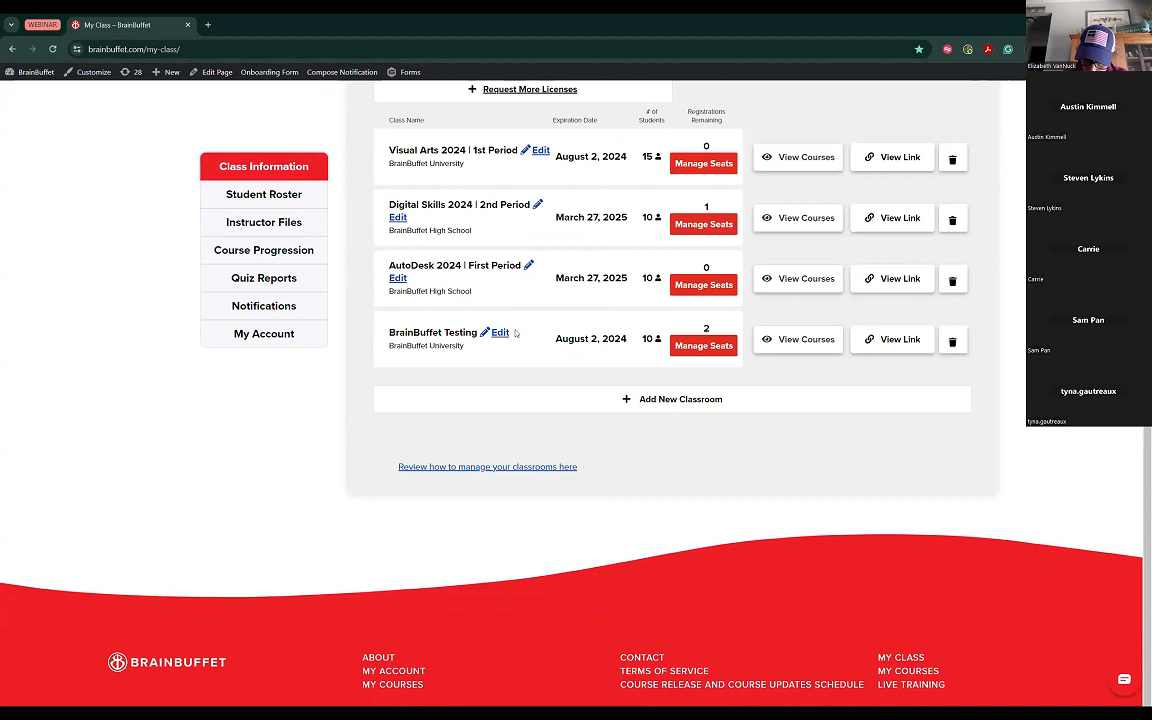 WEBINAR
My Class – BrainBuffet
brainbuffet.com/my-class/
BrainBuffet
Customize
28
New
Edit Page
Onboarding Form
Compose Notification
Forms
Elizabeth VanNuck
Austin Kimmell
Austin Kimmell
Steven Lykins
Steven Lykins
Carrie
Carrie
Sam Pan
Sam Pan
tyna.gautreaux
tyna.gautreaux
Class Information
Student Roster
Instructor Files
Course Progression
Quiz Reports
Notifications
My Account
+ Request More Licenses
Class Name
Expiration Date
# of
Students
Registrations
Remaining
Visual Arts 2024 | 1st Period Edit
BrainBuffet University
August 2, 2024
15
0
Manage Seats
View Courses
View Link
Digital Skills 2024 | 2nd Period
Edit
BrainBuffet High School
March 27, 2025
10
1
Manage Seats
View Courses
View Link
AutoDesk 2024 | First Period
Edit
BrainBuffet High School
March 27, 2025
10
0
Manage Seats
View Courses
View Link
BrainBuffet Testing Edit
BrainBuffet University
August 2, 2024
10
2
Manage Seats
View Courses
View Link
+ Add New Classroom
Review how to manage your classrooms here
BRAINBUFFET
ABOUT
MY ACCOUNT
MY COURSES
CONTACT
TERMS OF SERVICE
COURSE RELEASE AND COURSE UPDATES SCHEDULE
MY CLASS
MY COURSES
LIVE TRAINING